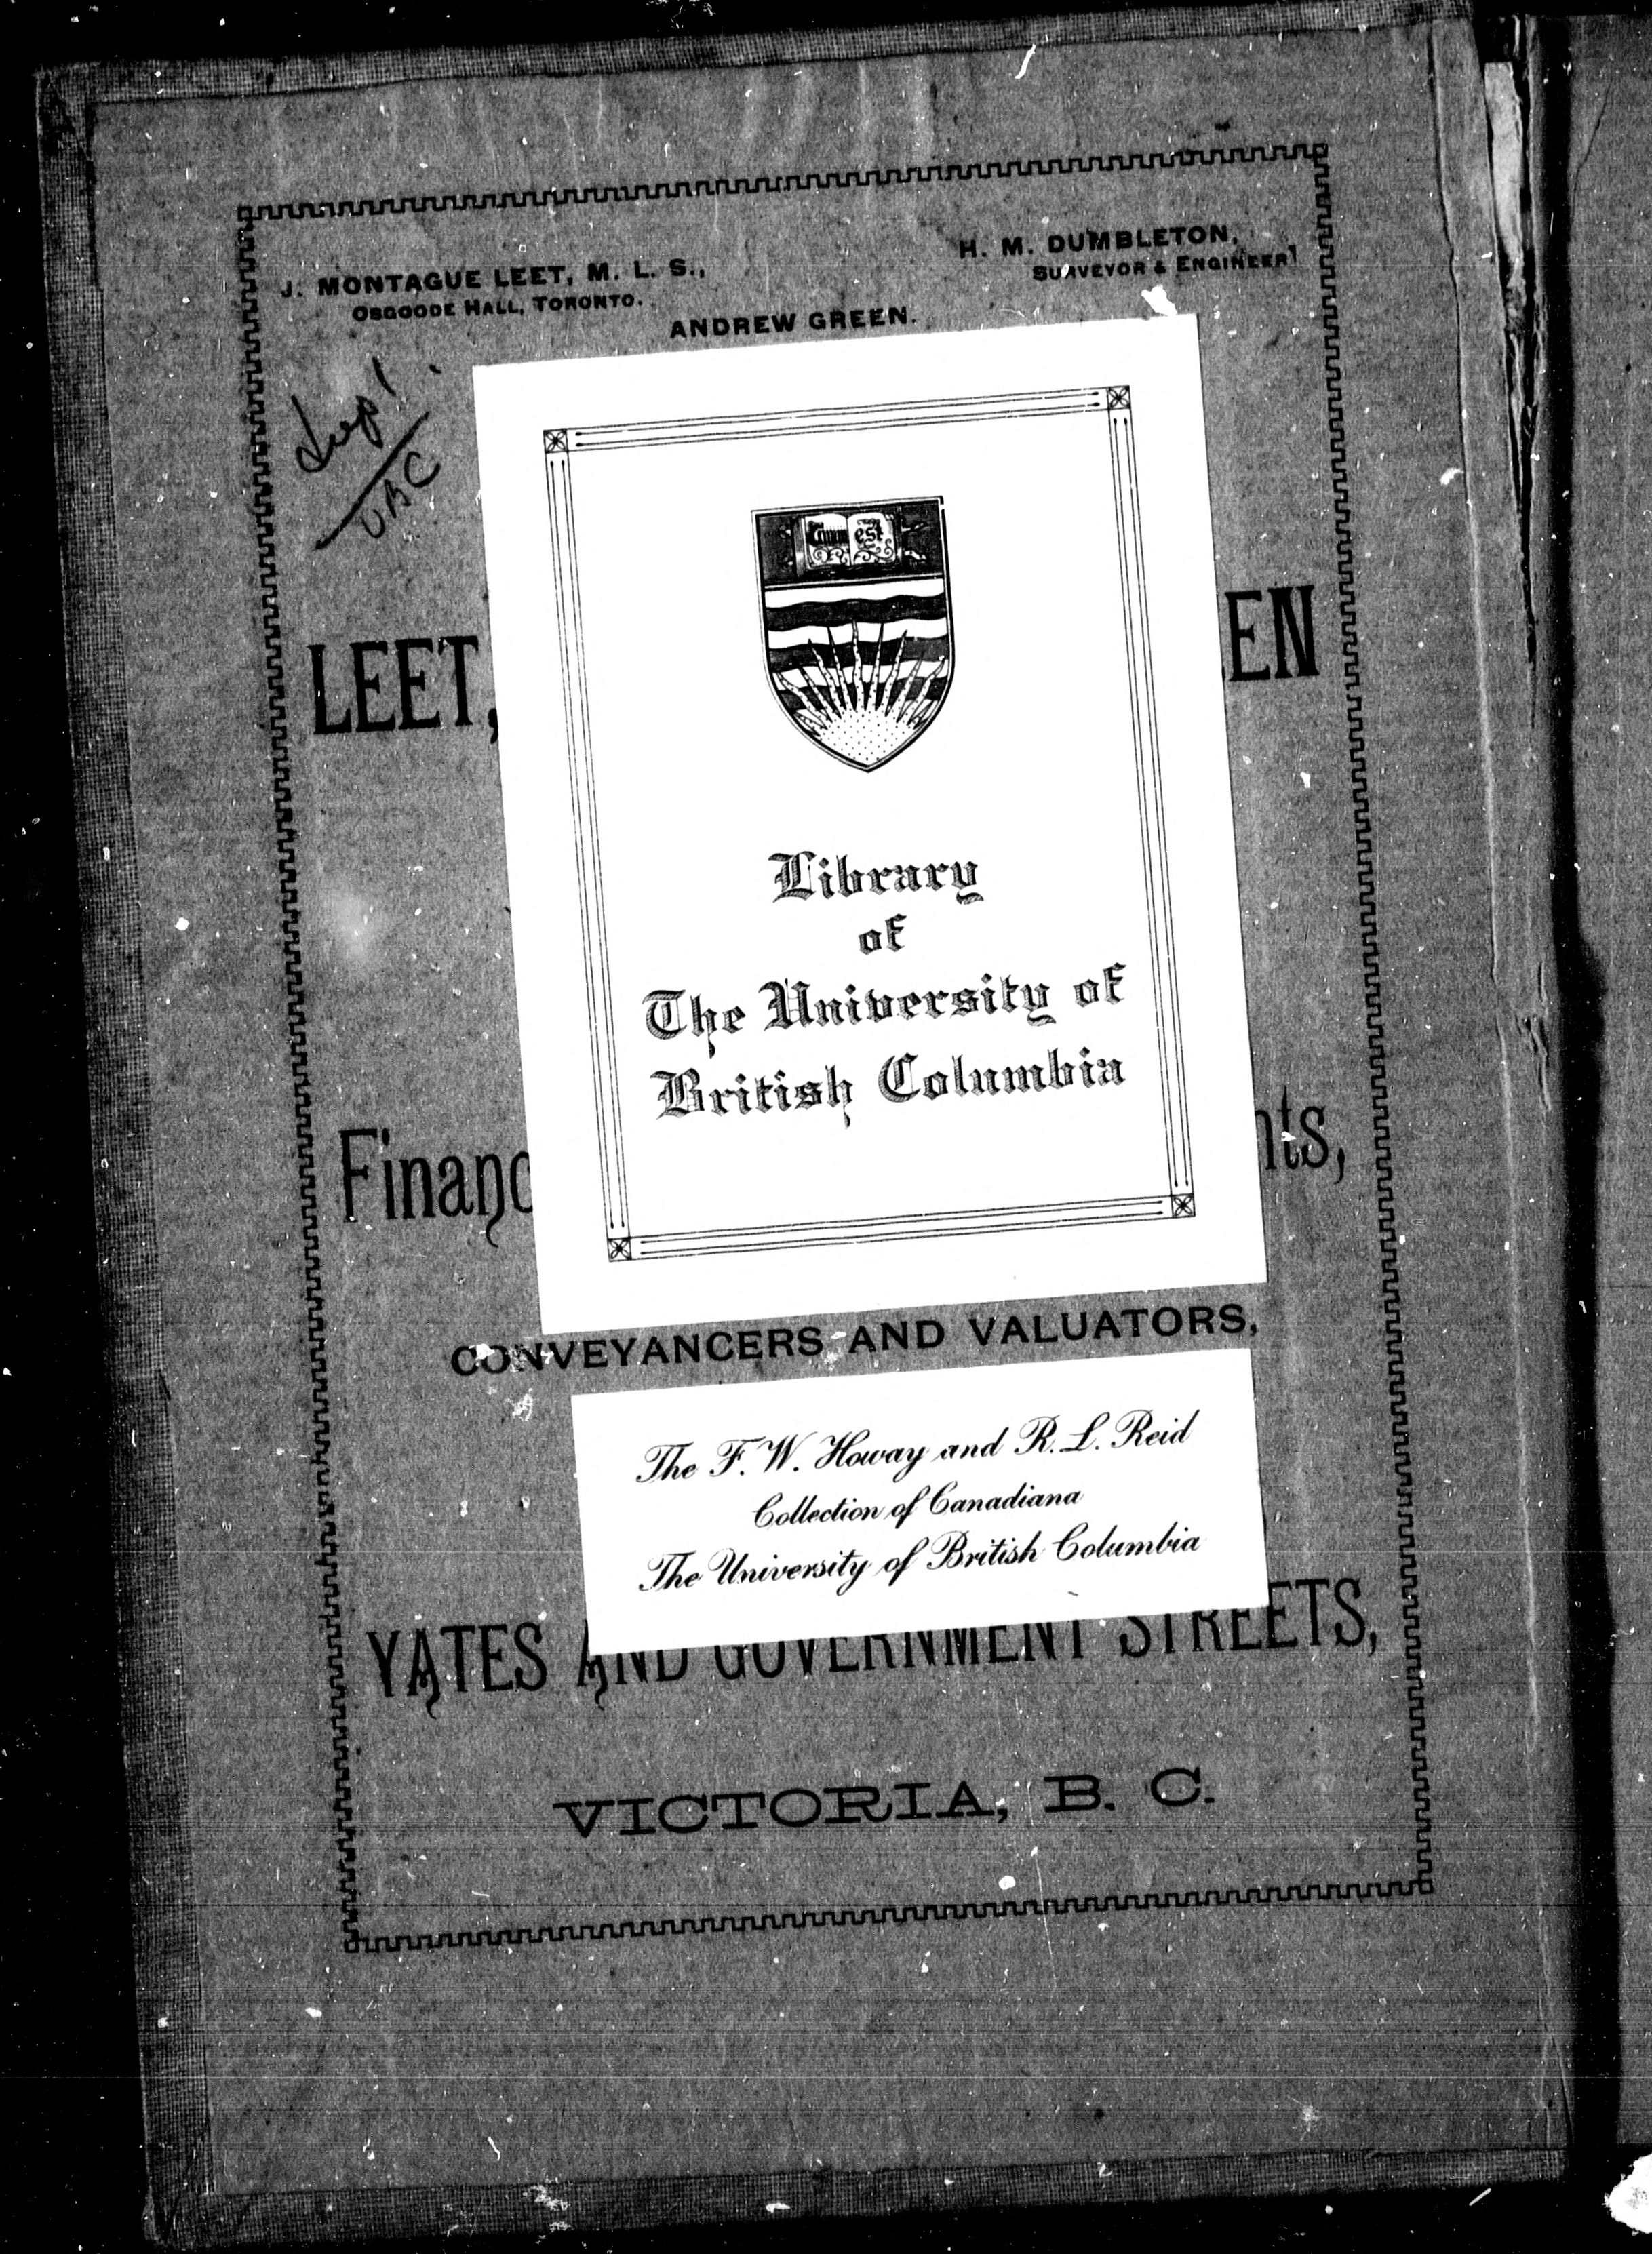 J. MONTAGUE LEET, M. L. S.,
OSGOODE HALL, TORONTO.
H. M. DUMBLETON,
SURVEYOR & ENGINEER
ANDREW GREEN.
UBC
est
LEET,
EN
Library
of
The University of
British Columbia
Financ
nts,
CONVEYANCERS AND VALUATORS,
The F. W. Howay and R. L. Reid
Collection of Canadiana
The University of British Columbia
YATES AND GOVERNMENT STREETS,
VICTORIA, B. C.